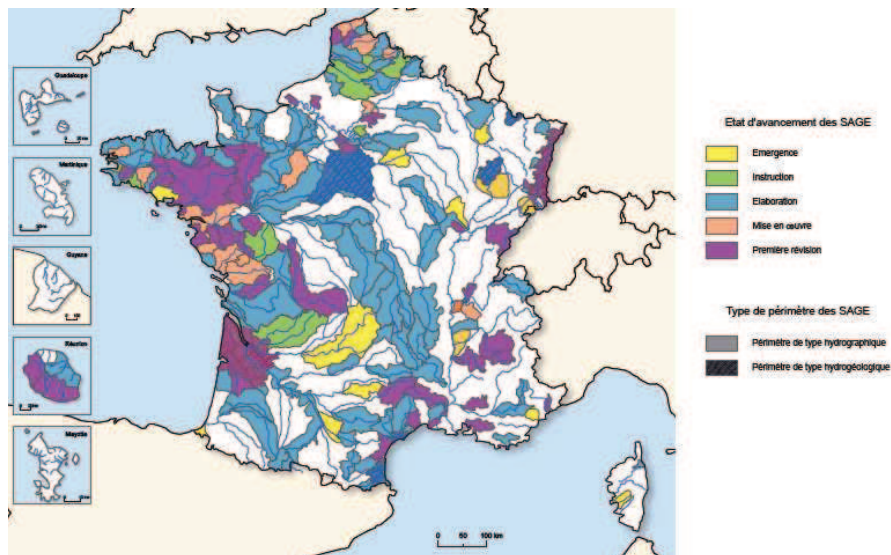 Guadeloupe
Martinique
Guyane
Réunion
Mayotte
0 50 100 km
Etat d'avancement des SAGE
Emergence
Instruction
Elaboration
Mise en œuvre
Première révision
Type de périmètre des SAGE
Périmètre de type hydrographique
Périmètre de type hydrogéologique